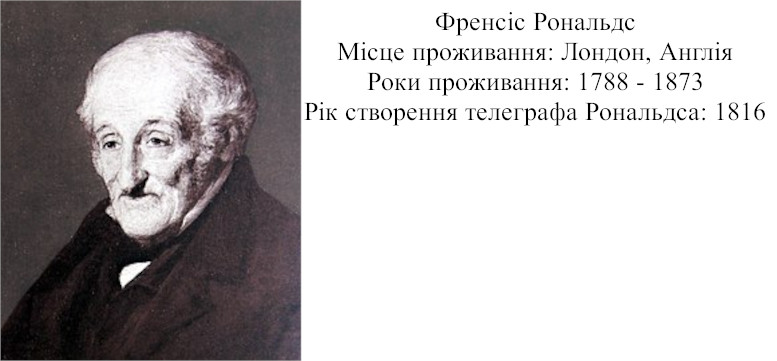 Френсіс Рональдс
Місце проживання: Лондон, Англія
Роки проживання: 1788 - 1873
Рік створення телеграфа Рональдса: 1816